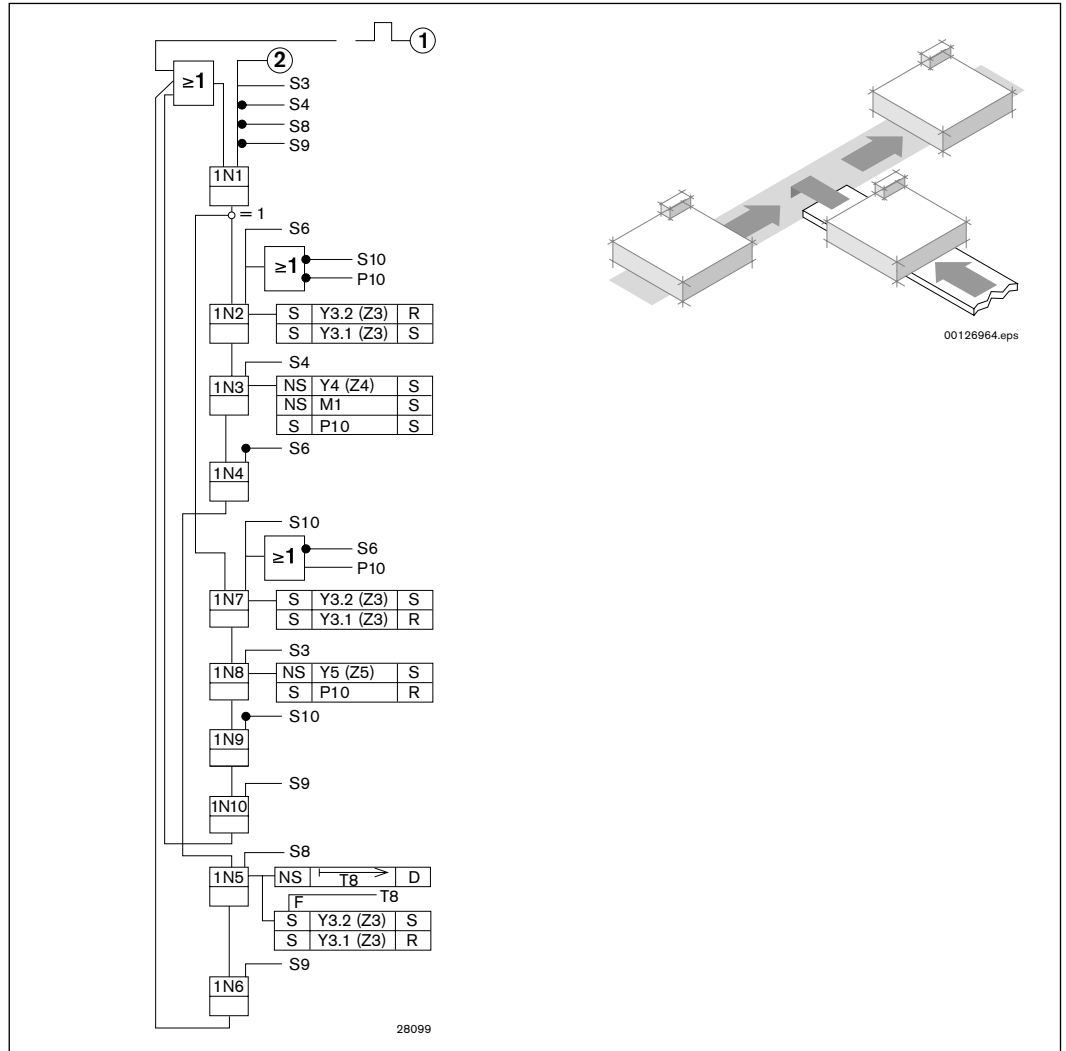 1
2
≥1
S3
S4
S8
S9
1N1
= 1
S6
≥1
S10
P10
1N2
S Y3.2 (Z3) R
S Y3.1 (Z3) S
S4
1N3
NS Y4 (Z4) S
NS M1 S
S P10 S
S6
1N4
S10
≥1
S6
P10
1N7
S Y3.2 (Z3) S
S Y3.1 (Z3) R
S3
1N8
NS Y5 (Z5) S
S P10 R
S10
1N9
S9
1N10
S8
1N5
NS T8 D
F T8
S Y3.2 (Z3) S
S Y3.1 (Z3) R
S9
1N6
28099
00126964.eps